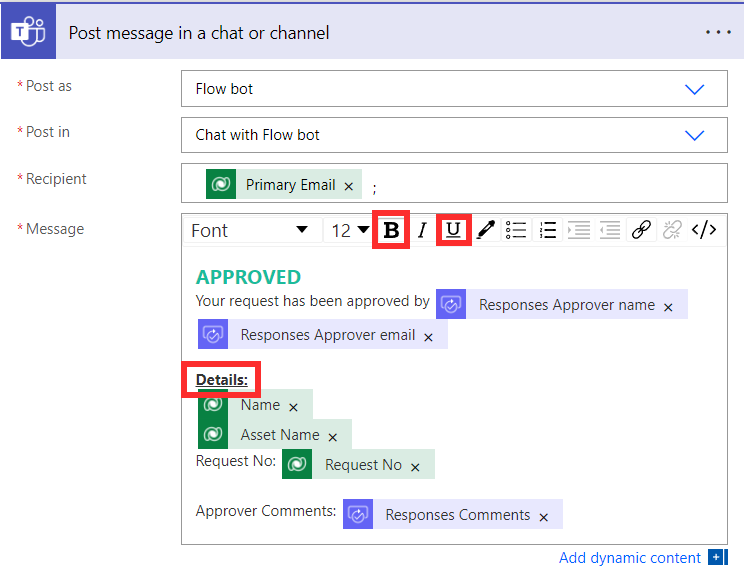 Post message in a chat or channel
* Post as
Flow bot
* Post in
Chat with Flow bot
* Recipient
Primary Email × ;
* Message
Font 12 B I U </>
APPROVED
Your request has been approved by Responses Approver name ×
Responses Approver email ×
Details:
Name ×
Asset Name ×
Request No: Request No ×
Approver Comments: Responses Comments ×
Add dynamic content